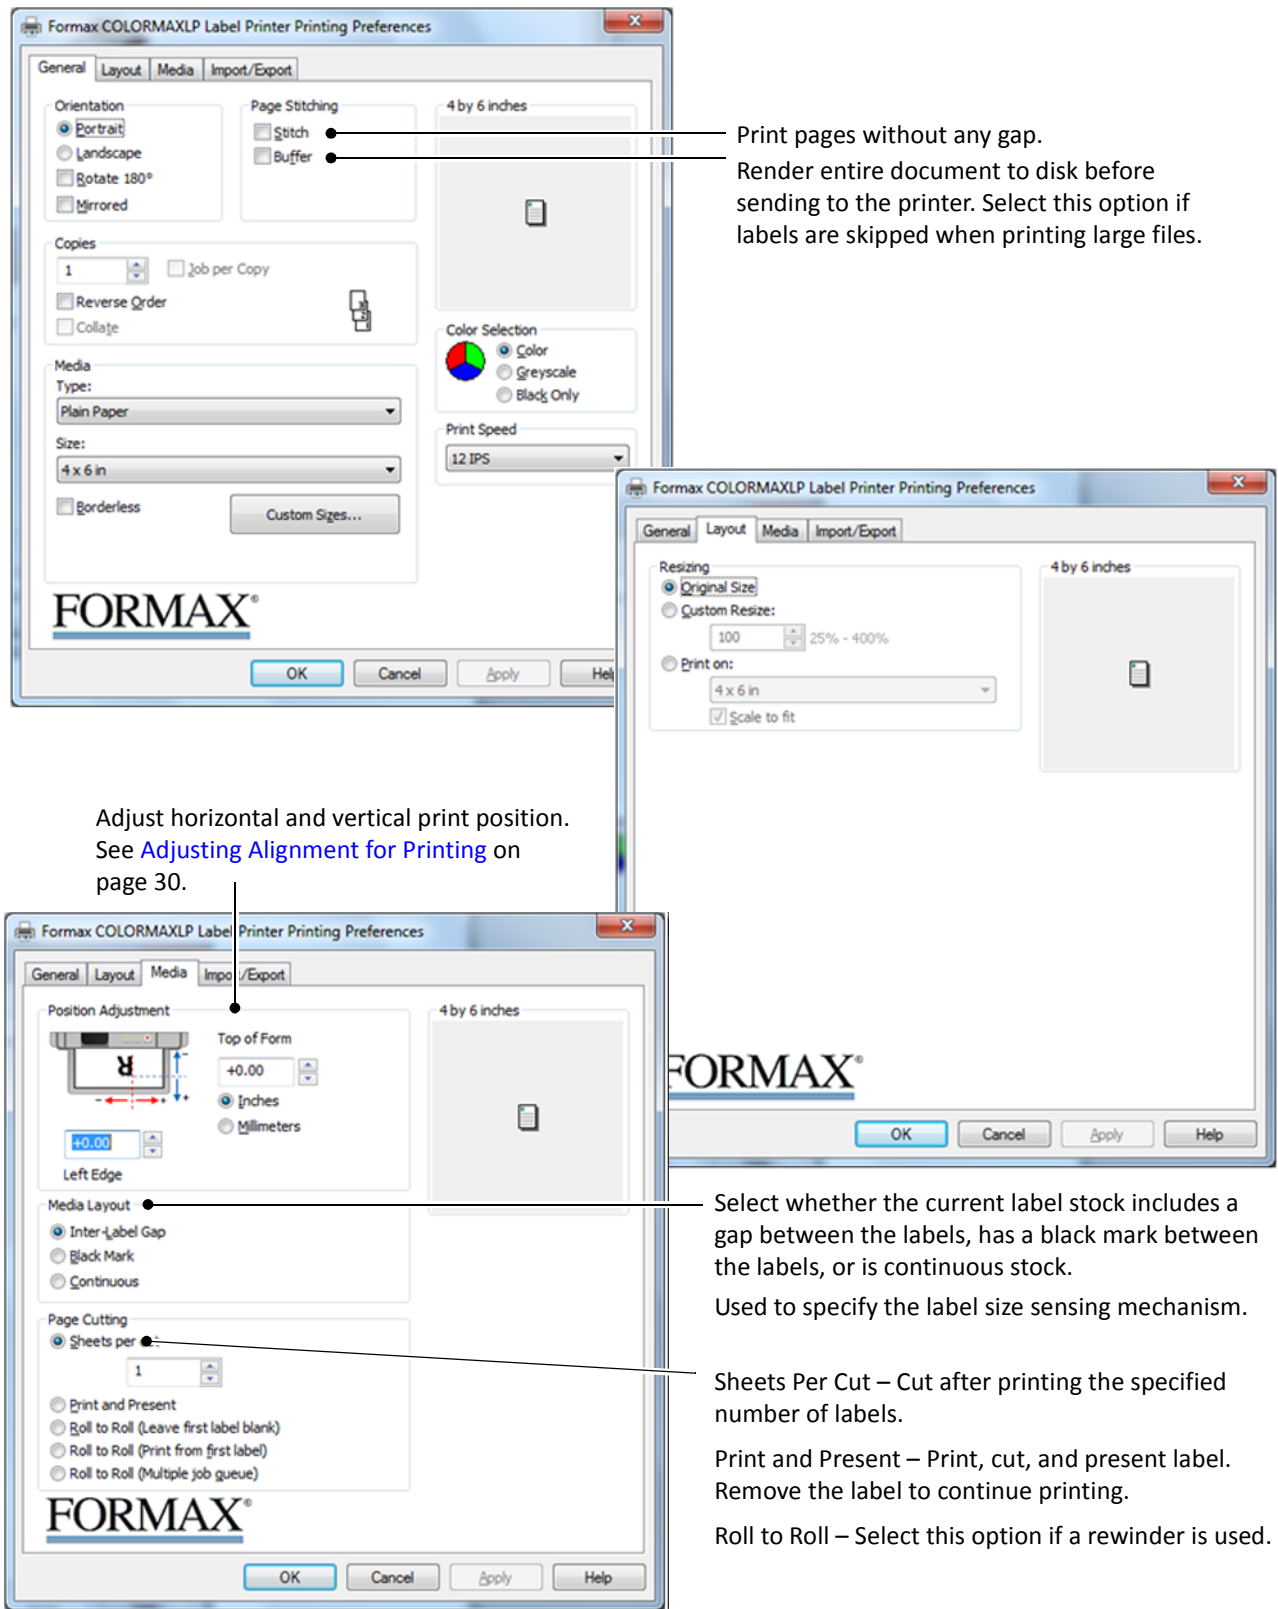 Formax COLORMAXLP Label Printer Printing Preferences
General Layout Media Import/Export
Orientation
Portrait
Landscape
Rotate 180°
Mirrored
Page Stitching
Stitch
Buffer
4 by 6 inches
Print pages without any gap.
Render entire document to disk before
sending to the printer. Select this option if
labels are skipped when printing large files.
Copies
1
Job per Copy
Reverse Order
Collate
Color Selection
Color
Greyscale
Black Only
Media
Type:
Plain Paper
Size:
4 x 6 in
Borderless
Custom Sizes...
Print Speed
12 IPS
FORMAX®
OK Cancel Apply
Formax COLORMAXLP Label Printer Printing Preferences
General Layout Media Import/Export
Resizing
Original Size
Custom Resize:
100 25% - 400%
Print on:
4 x 6 in
Scale to fit
4 by 6 inches
FORMAX®
OK Cancel Apply Help
Adjust horizontal and vertical print position.
See Adjusting Alignment for Printing on
page 30.
Formax COLORMAXLP Label Printer Printing Preferences
General Layout Media Import/Export
Position Adjustment
R
Top of Form
+0.00
Inches
Millimeters
+0.00
Left Edge
4 by 6 inches
Media Layout
Inter-Label Gap
Black Mark
Continuous
Select whether the current label stock includes a
gap between the labels, has a black mark between
the labels, or is continuous stock.
Used to specify the label size sensing mechanism.
Page Cutting
Sheets per
1
Print and Present
Roll to Roll (Leave first label blank)
Roll to Roll (Print from first label)
Roll to Roll (Multiple job queue)
Sheets Per Cut – Cut after printing the specified
number of labels.
Print and Present – Print, cut, and present label.
Remove the label to continue printing.
Roll to Roll – Select this option if a rewinder is used.
FORMAX®
OK Cancel Apply Help